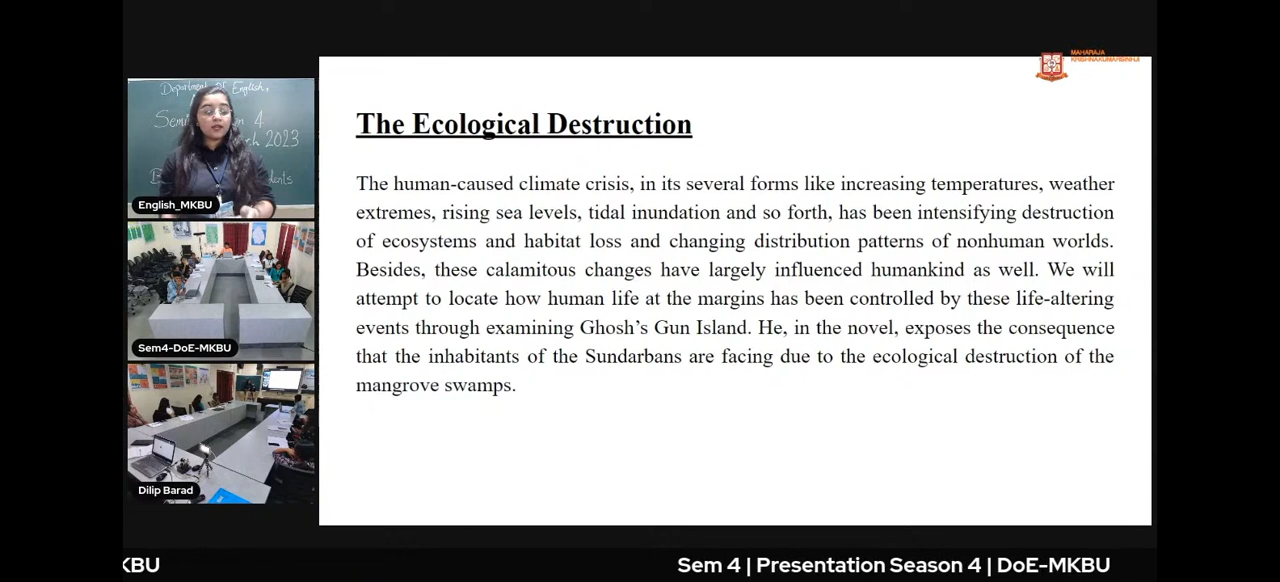 MAHARAJA
KRISHNAKUMARSINHJI
Department Of English,
4
2023
English_MKBU
Sem4-DoE-MKBU
Dilip Barad
The Ecological Destruction
The human-caused climate crisis, in its several forms like increasing temperatures, weather
extremes, rising sea levels, tidal inundation and so forth, has been intensifying destruction
of ecosystems and habitat loss and changing distribution patterns of nonhuman worlds.
Besides, these calamitous changes have largely influenced humankind as well. We will
attempt to locate how human life at the margins has been controlled by these life-altering
events through examining Ghosh's Gun Island. He, in the novel, exposes the consequence
that the inhabitants of the Sundarbans are facing due to the ecological destruction of the
mangrove swamps.
KBU
Sem 4 | Presentation Season 4 | DoE-MKBU